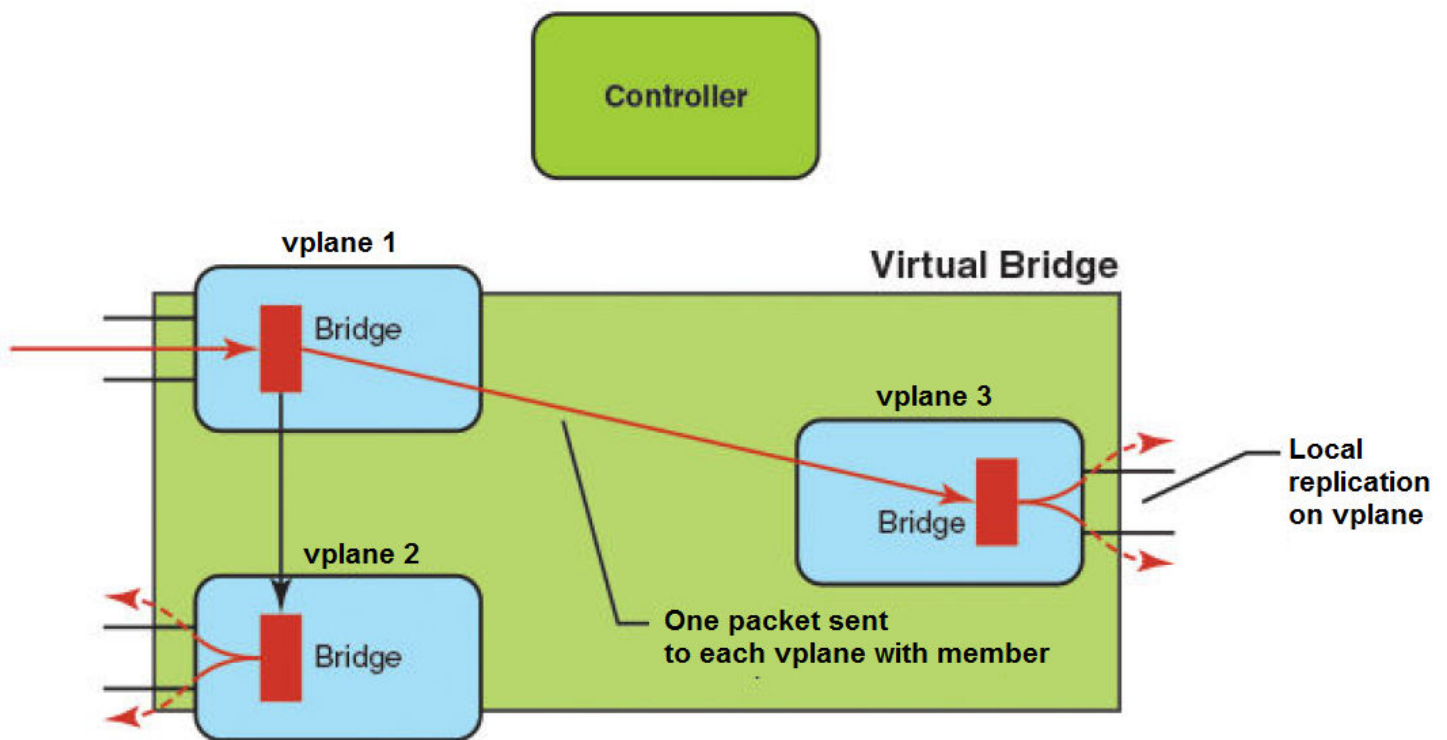 Controller
vplane 1
Virtual Bridge
Bridge
vplane 3
Local
replication
on vplane
Bridge
vplane 2
One packet sent
to each vplane with member
Bridge